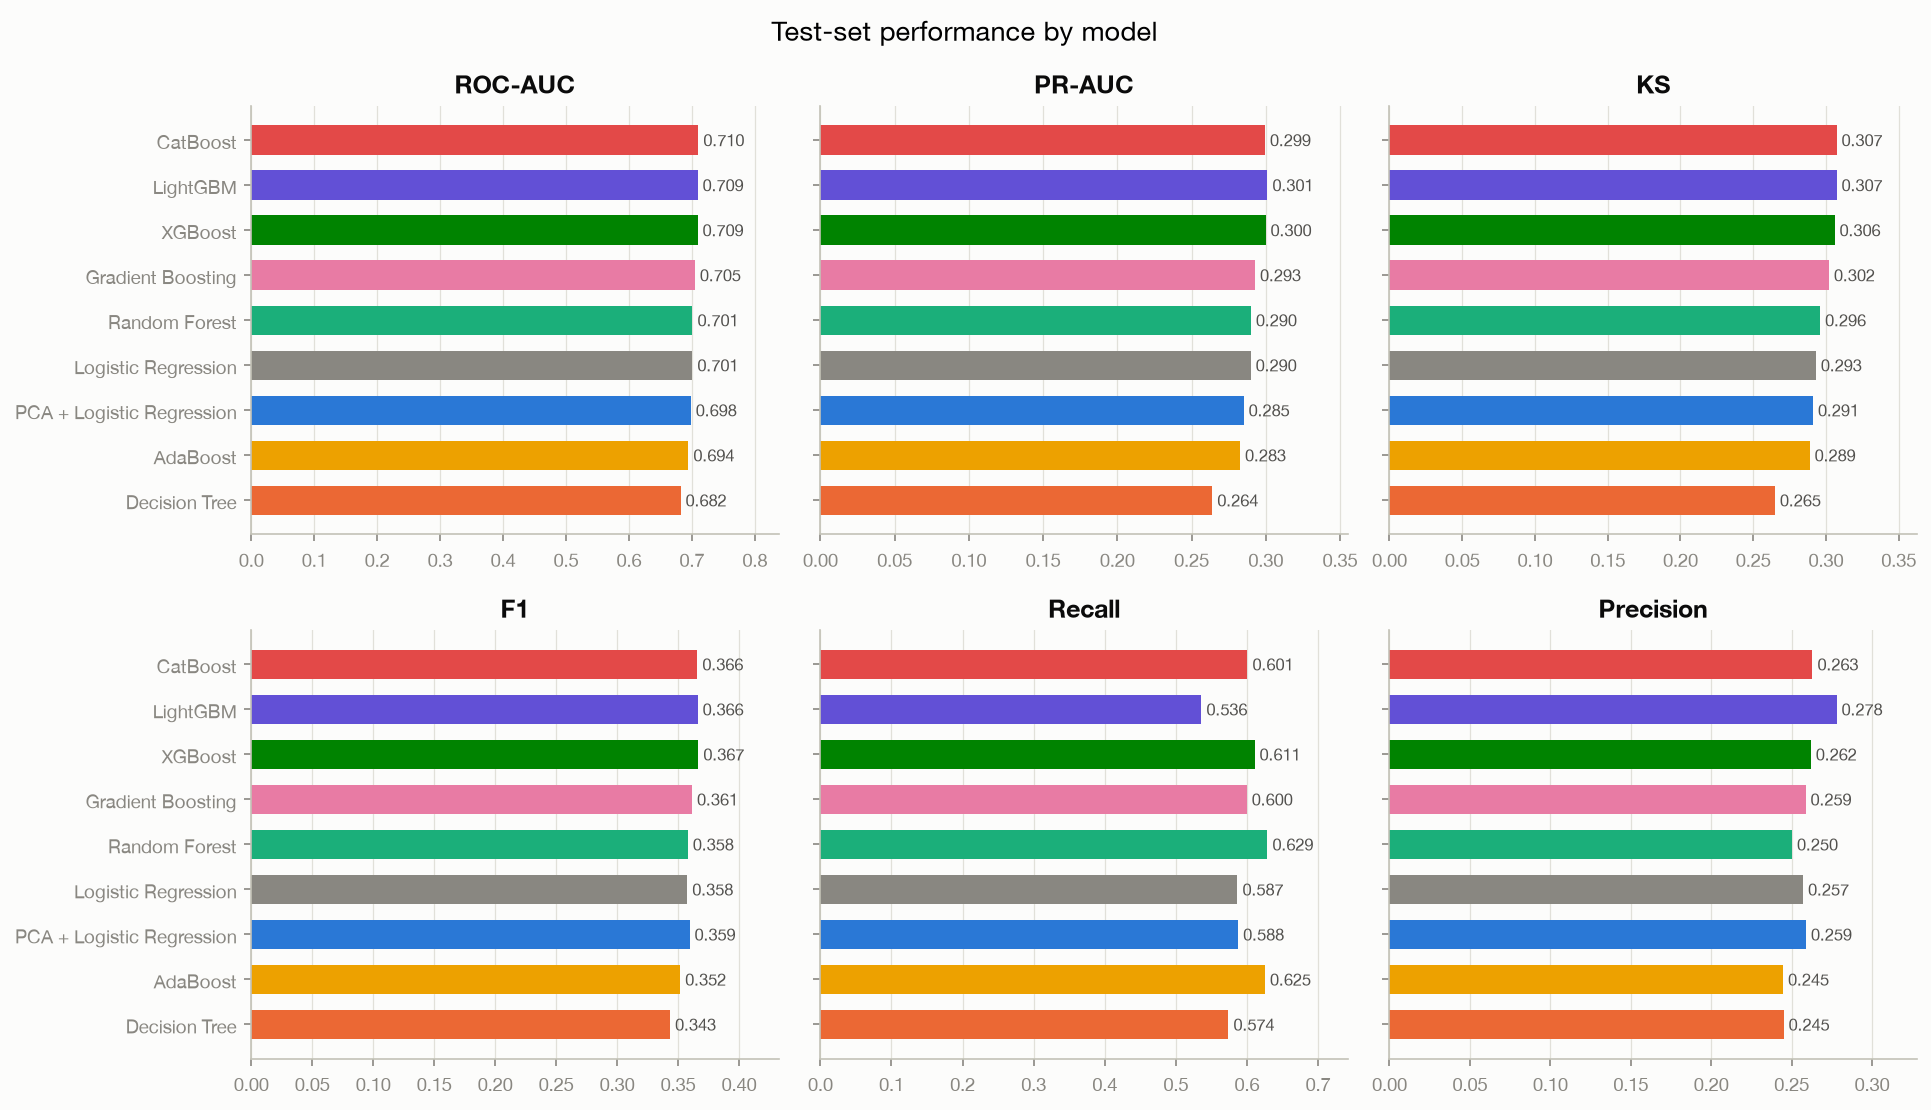 Test-set performance by model
ROC-AUC
CatBoost 0.710
LightGBM 0.709
XGBoost 0.709
Gradient Boosting 0.705
Random Forest 0.701
Logistic Regression 0.701
PCA + Logistic Regression 0.698
AdaBoost 0.694
Decision Tree 0.682
0.0 0.1 0.2 0.3 0.4 0.5 0.6 0.7 0.8
PR-AUC
0.299
0.301
0.300
0.293
0.290
0.290
0.285
0.283
0.264
0.00 0.05 0.10 0.15 0.20 0.25 0.30 0.35
KS
0.307
0.307
0.306
0.302
0.296
0.293
0.291
0.289
0.265
0.00 0.05 0.10 0.15 0.20 0.25 0.30 0.35
F1
CatBoost 0.366
LightGBM 0.366
XGBoost 0.367
Gradient Boosting 0.361
Random Forest 0.358
Logistic Regression 0.358
PCA + Logistic Regression 0.359
AdaBoost 0.352
Decision Tree 0.343
0.00 0.05 0.10 0.15 0.20 0.25 0.30 0.35 0.40
Recall
0.601
0.536
0.611
0.600
0.629
0.587
0.588
0.625
0.574
0.0 0.1 0.2 0.3 0.4 0.5 0.6 0.7
Precision
0.263
0.278
0.262
0.259
0.250
0.257
0.259
0.245
0.245
0.00 0.05 0.10 0.15 0.20 0.25 0.30